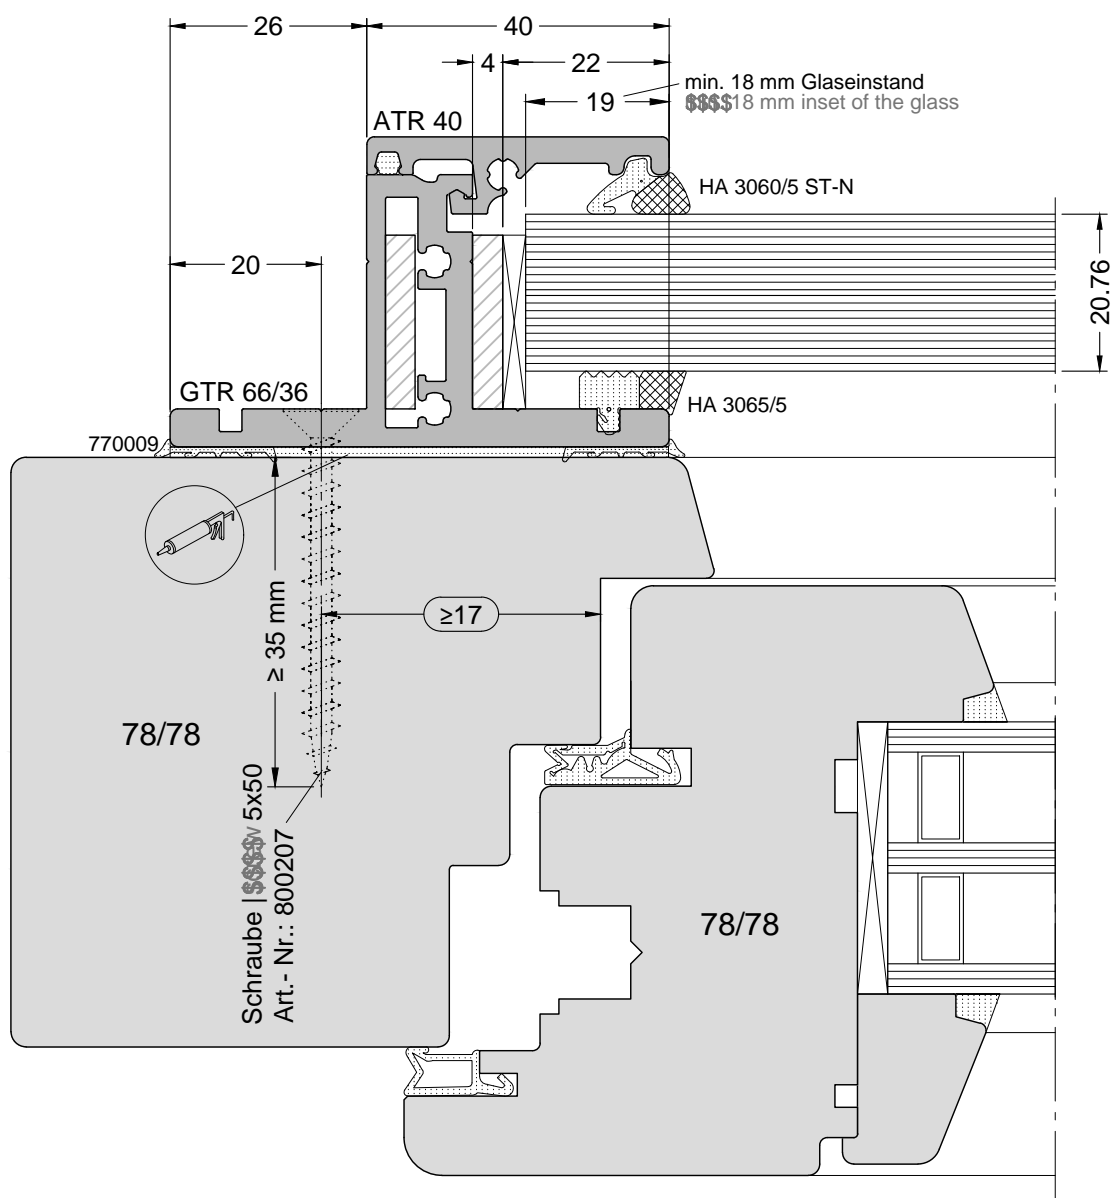 26
40
4
22
19
min. 18 mm Glaseinstand
18 mm inset of the glass
ATR 40
HA 3060/5 ST-N
20
20.76
GTR 66/36
HA 3065/5
770009
≥ 35 mm
≥17
78/78
Schraube | 5x50
Art.- Nr.: 800207
78/78